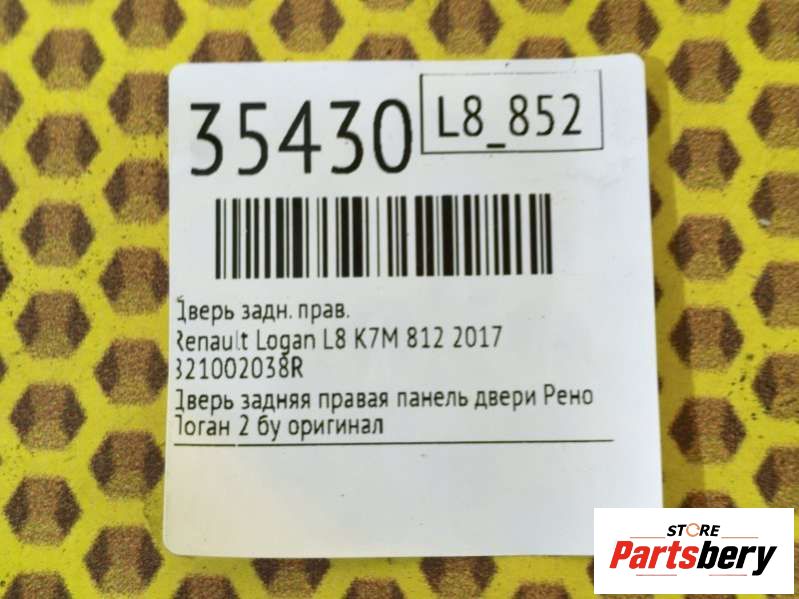 35430
L8_852
Дверь задн. прав.
Renault Logan L8 K7M 812 2017
821002038R
Дверь задняя правая панель двери Рено
Логан 2 бу оригинал
STORE
Partsbery